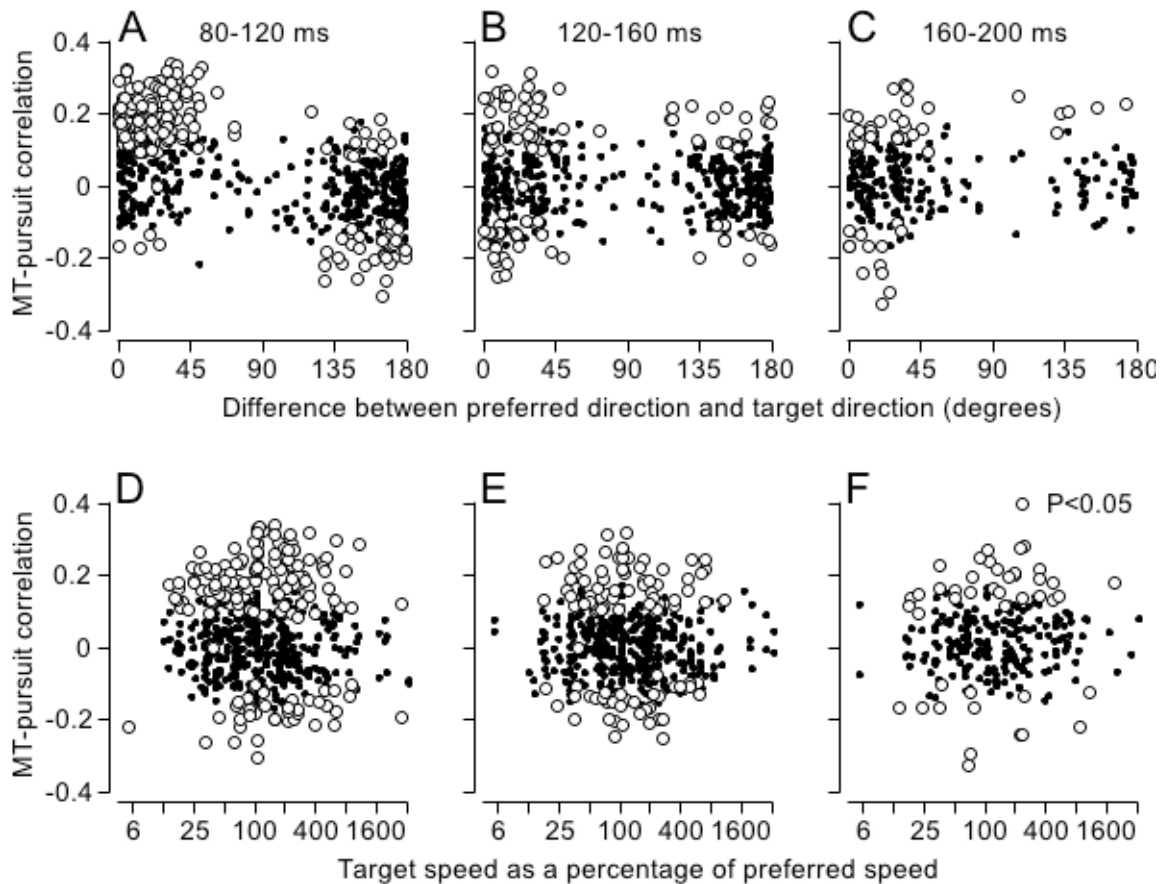 A B C
80-120 ms 120-160 ms 160-200 ms
MT-pursuit correlation
0.4
0.2
0
-0.2
-0.4
0 45 90 135 180 0 45 90 135 180 0 45 90 135 180
Difference between preferred direction and target direction (degrees)
D E F
P<0.05
MT-pursuit correlation
0.4
0.2
0
-0.2
-0.4
6 25 100 400 1600 6 25 100 400 1600 6 25 100 400 1600
Target speed as a percentage of preferred speed